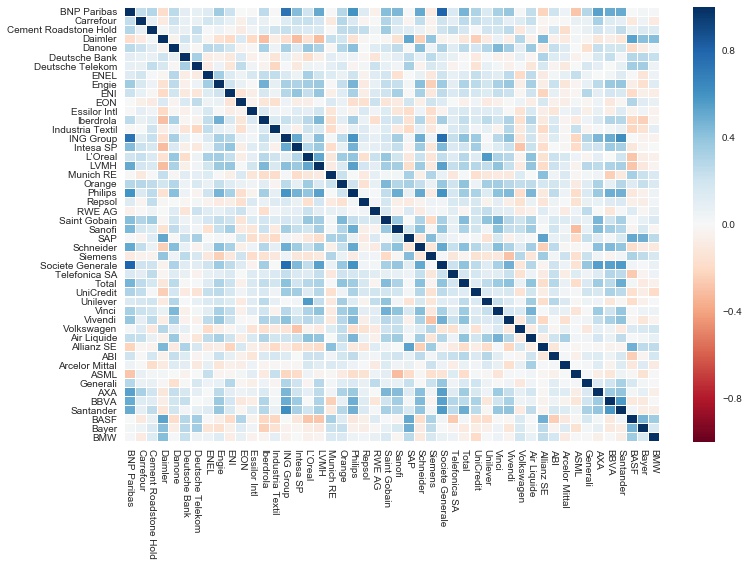 BNP Paribas
Carrefour
Cement Roadstone Hold
Daimler
Danone
Deutsche Bank
Deutsche Telekom
ENEL
Engie
ENI
EON
Essilor Intl
Iberdrola
Industria Textil
ING Group
Intesa SP
L'Oreal
LVMH
Munich RE
Orange
Philips
Repsol
RWE AG
Saint Gobain
Sanofi
SAP
Schneider
Siemens
Societe Generale
Telefonica SA
Total
UniCredit
Unilever
Vinci
Vivendi
Volkswagen
Air Liquide
Allianz SE
ABI
Arcelor Mittal
ASML
Generali
AXA
BBVA
Santander
BASF
Bayer
BMW
BNP Paribas
Carrefour
Cement Roadstone Hold
Daimler
Danone
Deutsche Bank
Deutsche Telekom
ENEL
Engie
ENI
EON
Essilor Intl
Iberdrola
Industria Textil
ING Group
Intesa SP
L'Oreal
LVMH
Munich RE
Orange
Philips
Repsol
RWE AG
Saint Gobain
Sanofi
SAP
Schneider
Siemens
Societe Generale
Telefonica SA
Total
UniCredit
Unilever
Vinci
Vivendi
Volkswagen
Air Liquide
Allianz SE
ABI
Arcelor Mittal
ASML
Generali
AXA
BBVA
Santander
BASF
Bayer
BMW
0.8
0.4
0.0
−0.4
−0.8